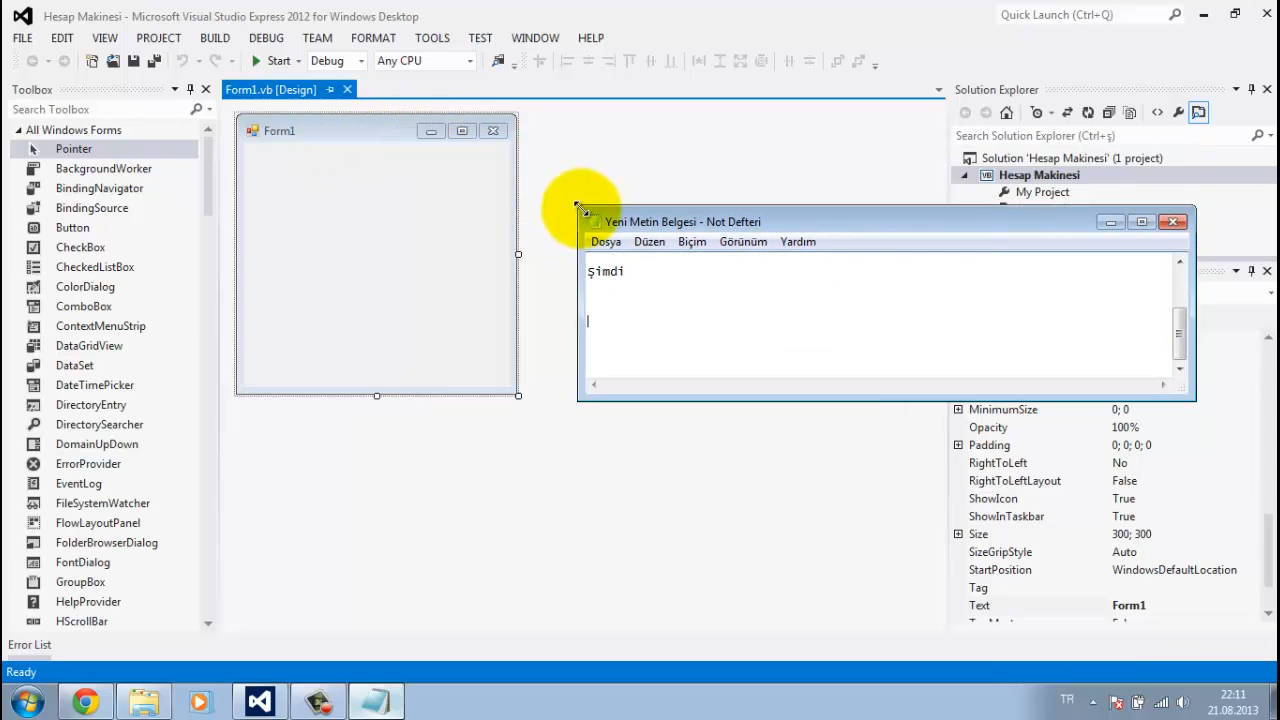 Hesap Makinesi - Microsoft Visual Studio Express 2012 for Windows Desktop
Quick Launch (Ctrl+Q)
FILE EDIT VIEW PROJECT BUILD DEBUG TEAM FORMAT TOOLS TEST WINDOW HELP
Start Debug Any CPU
Toolbox
Search Toolbox
All Windows Forms
Pointer
BackgroundWorker
BindingNavigator
BindingSource
Button
CheckBox
CheckedListBox
ColorDialog
ComboBox
ContextMenuStrip
DataGridView
DataSet
DateTimePicker
DirectoryEntry
DirectorySearcher
DomainUpDown
ErrorProvider
EventLog
FileSystemWatcher
FlowLayoutPanel
FolderBrowserDialog
FontDialog
GroupBox
HelpProvider
HScrollBar
Form1.vb [Design]
Form1
Yeni Metin Belgesi - Not Defteri
Dosya Düzen Biçim Görünüm Yardım
Şimdi
Solution Explorer
Search Solution Explorer (Ctrl+ş)
Solution 'Hesap Makinesi' (1 project)
VB Hesap Makinesi
My Project
MinimumSize 0; 0
Opacity 100%
Padding 0; 0; 0; 0
RightToLeft No
RightToLeftLayout False
ShowIcon True
ShowInTaskbar True
Size 300; 300
SizeGripStyle Auto
StartPosition WindowsDefaultLocation
Tag
Text Form1
Error List
Ready
TR
22:11
21.08.2013